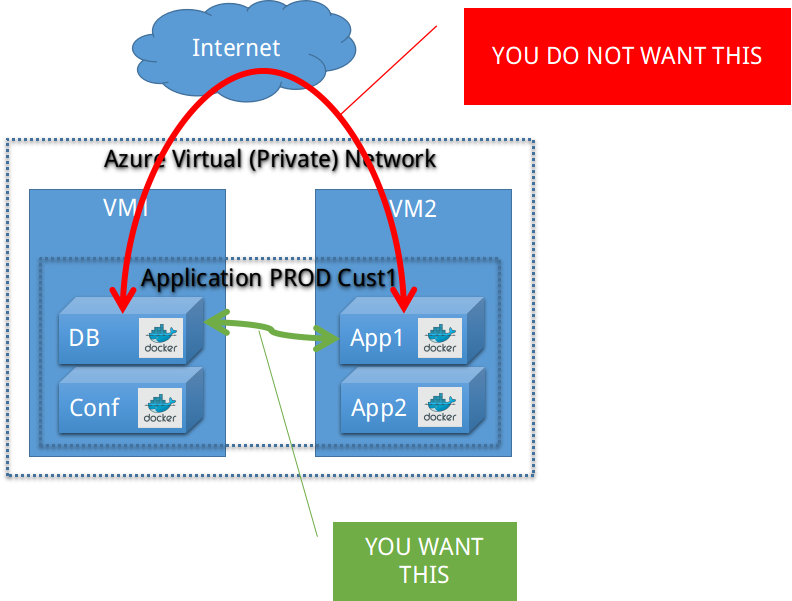 Internet
YOU DO NOT WANT THIS
Azure Virtual (Private) Network
VM1
VM2
Application PROD Cust1
DB
docker
App1
docker
Conf
docker
App2
docker
YOU WANT
THIS